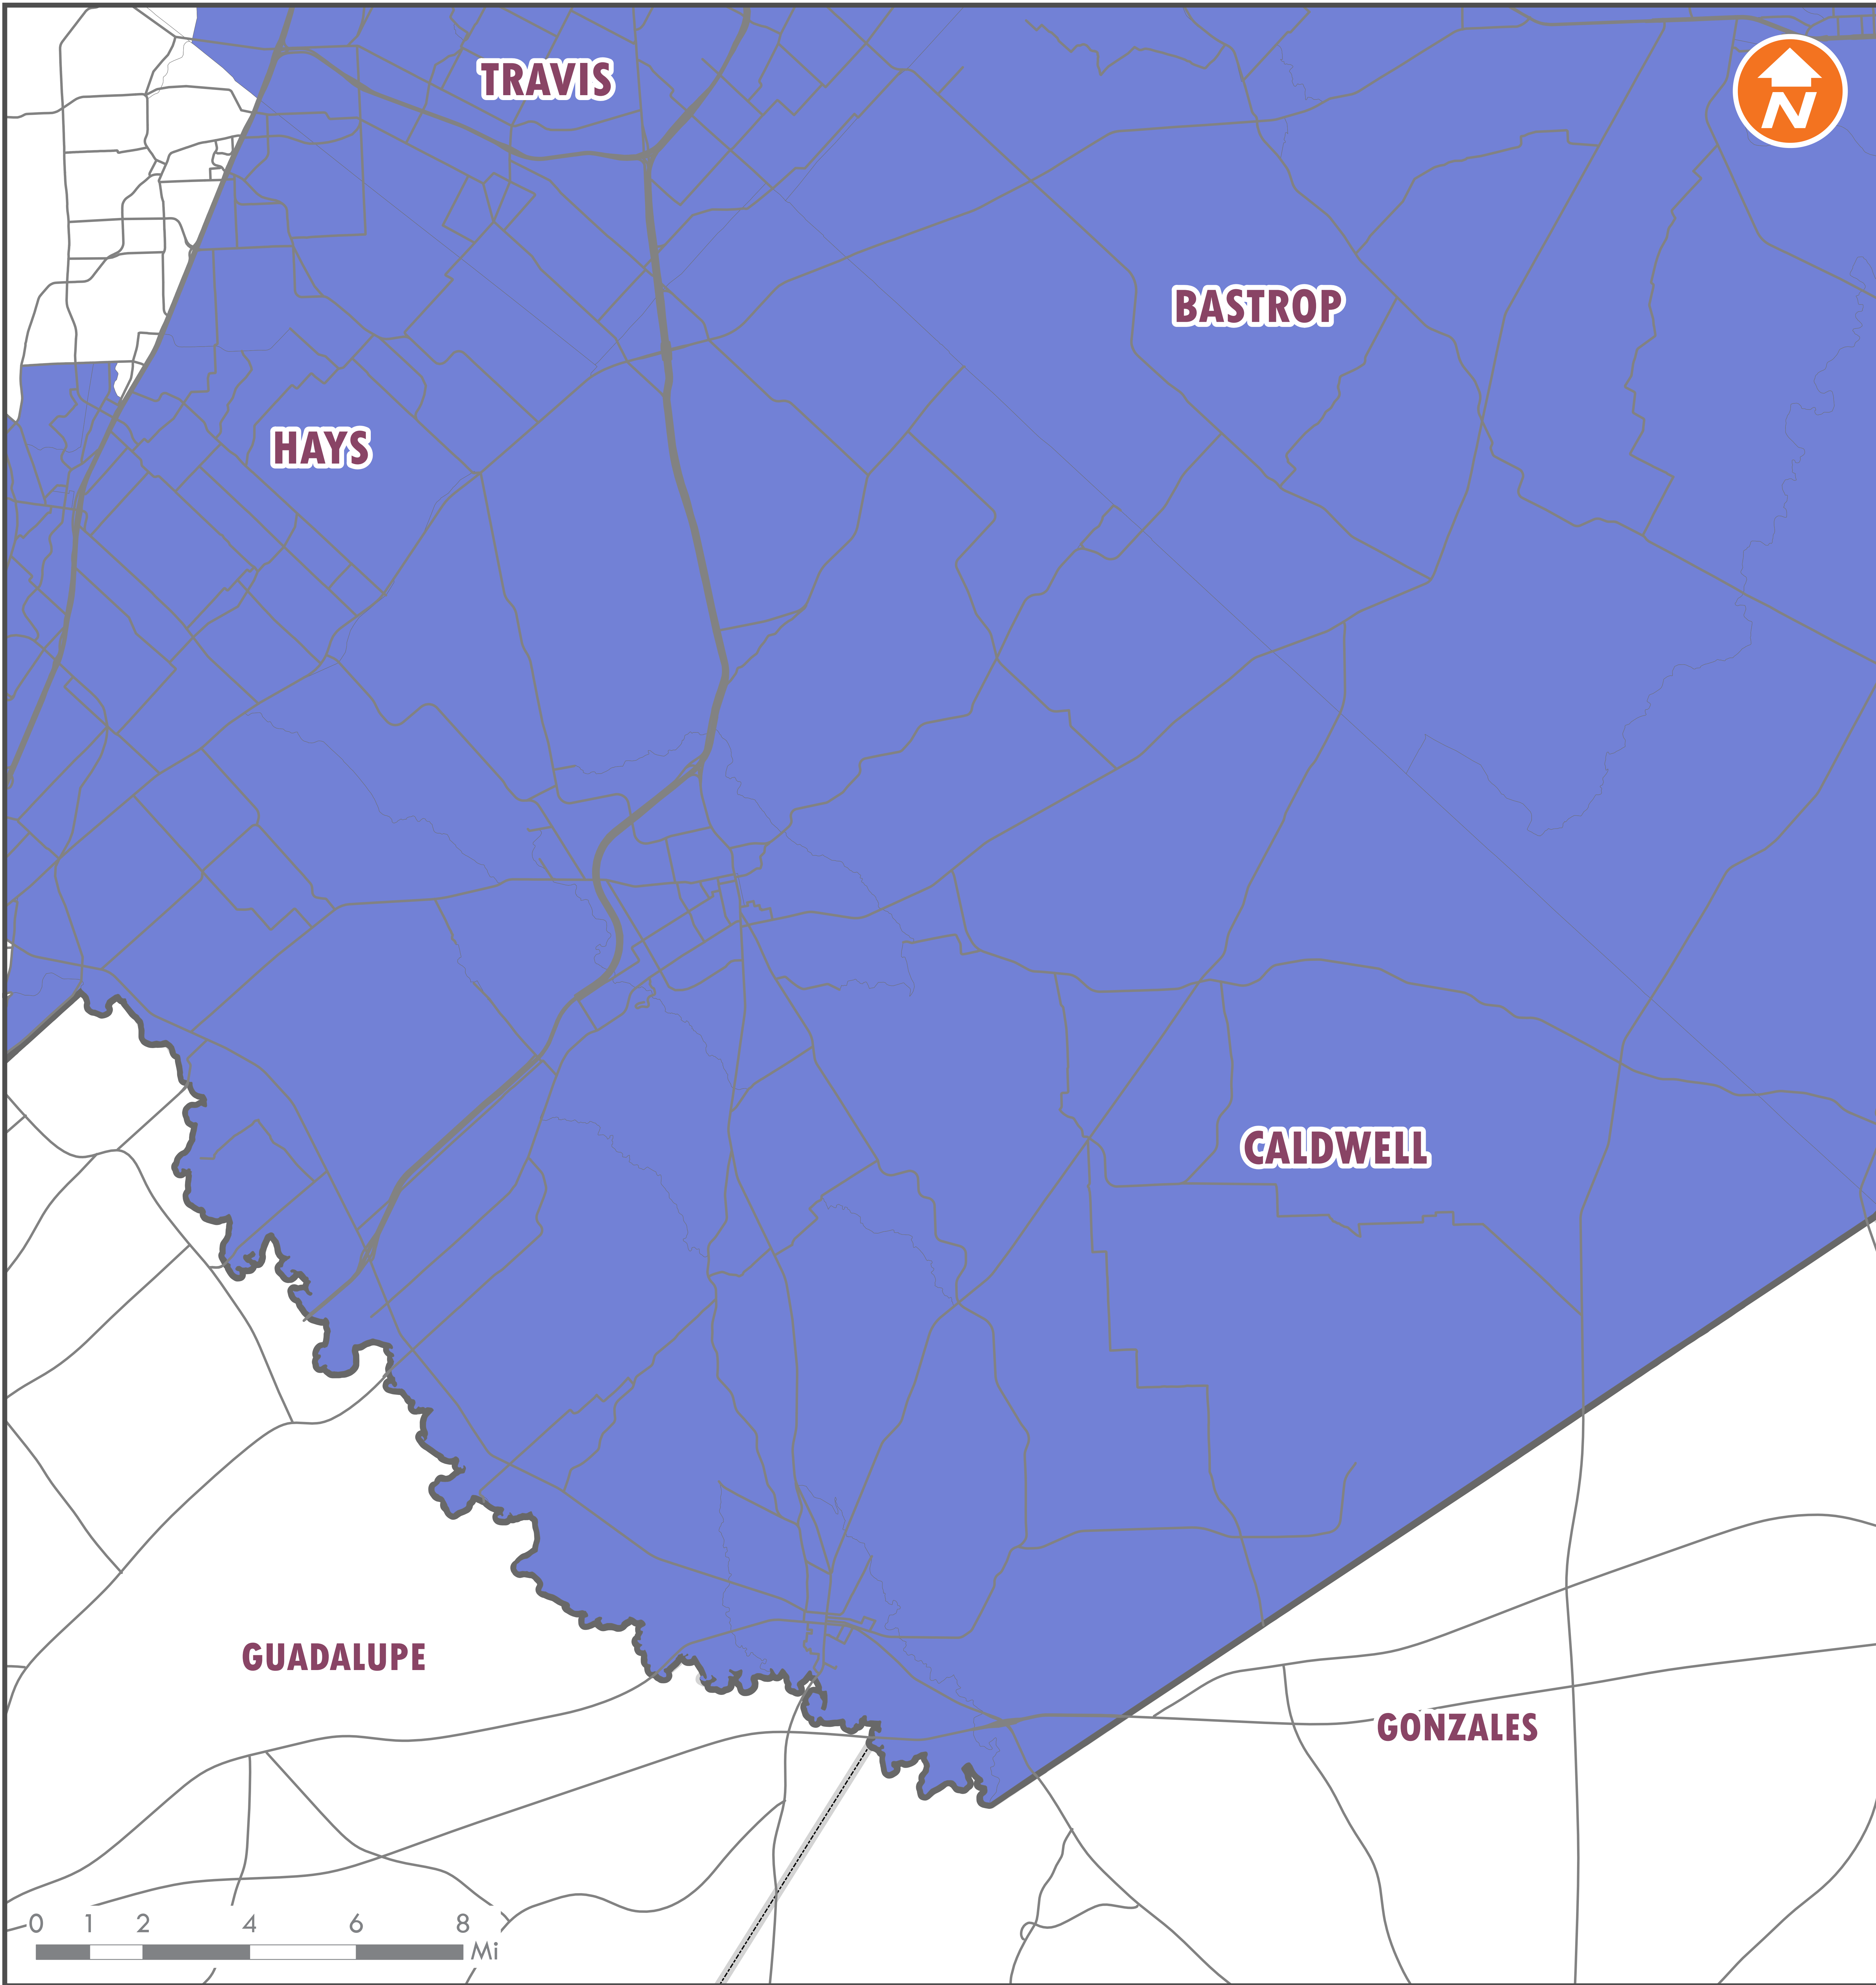 TRAVIS
N
BASTROP
HAYS
CALDWELL
GUADALUPE
GONZALES
0 1 2 4 6 8
Mi